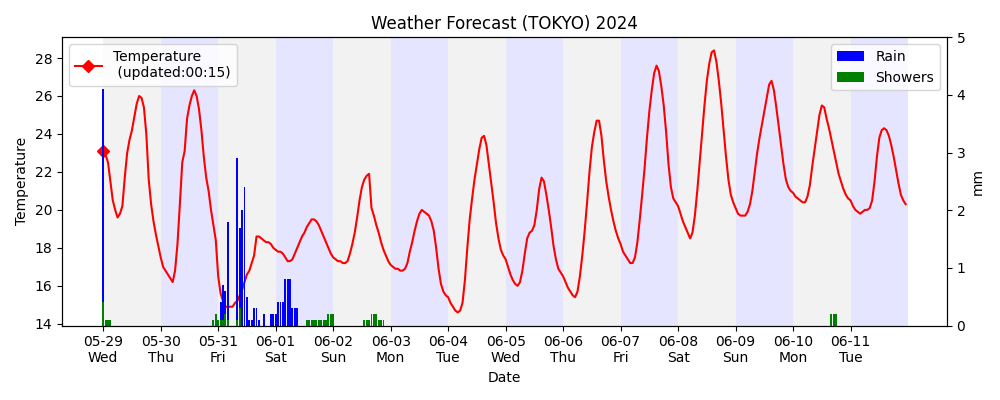 Weather Forecast (TOKYO) 2024
Temperature
(updated:00:15)
Rain
Showers
Temperature
28
26
24
22
20
18
16
14
5
4
3
2
1
0
mm
05-29 05-30 05-31 06-01 06-02 06-03 06-04 06-05 06-06 06-07 06-08 06-09 06-10 06-11
Wed Thu Fri Sat Sun Mon Tue Wed Thu Fri Sat Sun Mon Tue
Date